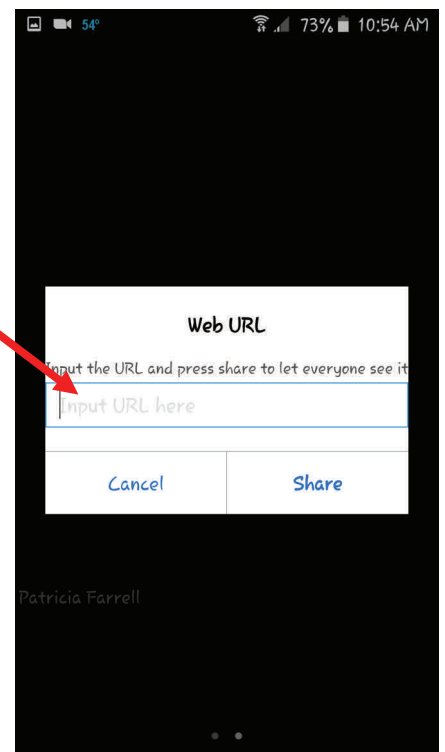 54° 73% 10:54 AM
Web URL
Input the URL and press share to let everyone see it
Input URL here
Cancel Share
Patricia Farrell